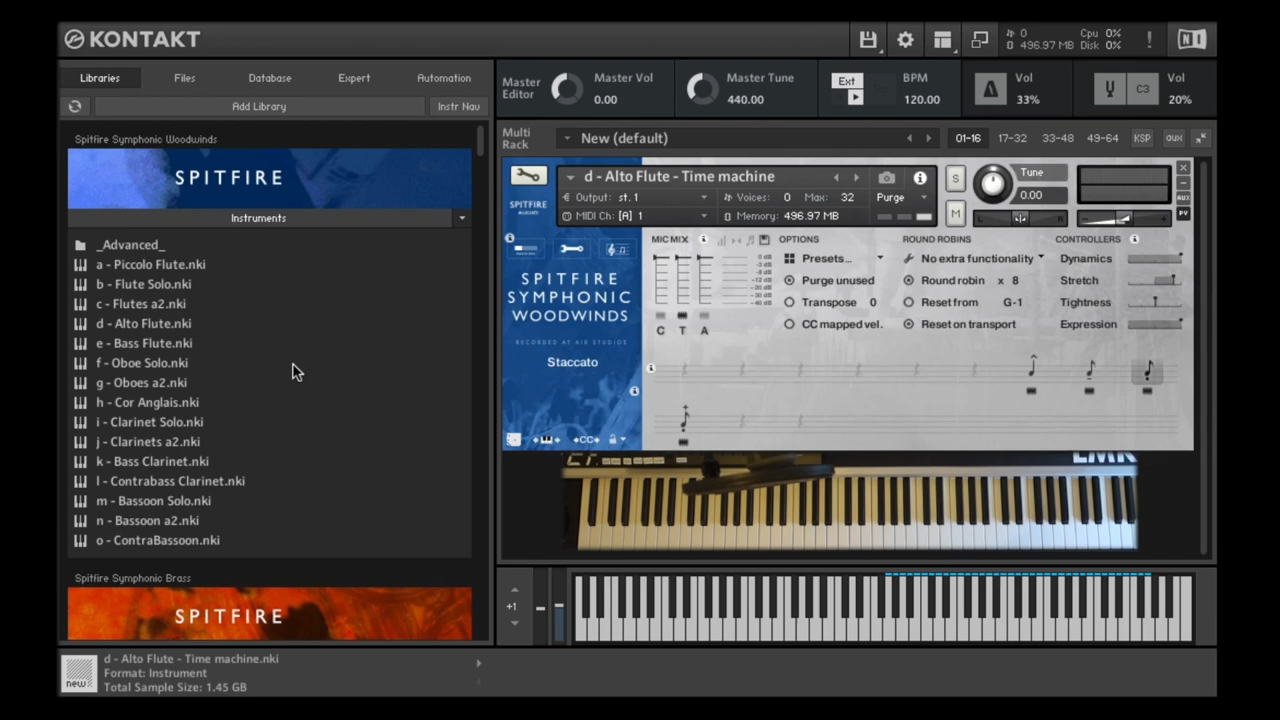 KONTAKT
0
496.97 MB
Cpu 0%
Disk 0%
!
Libraries
Files
Database
Expert
Automation
Add Library
Instr Nav
Master Editor
Master Vol
0.00
Master Tune
440.00
Ext
BPM
120.00
Vol
33%
C3
Vol
20%
Multi Rack
New (default)
01-16
17-32
33-48
49-64
KSP
aux
Spitfire Symphonic Woodwinds
SPITFIRE
Instruments
_Advanced_
a - Piccolo Flute.nki
b - Flute Solo.nki
c - Flutes a2.nki
d - Alto Flute.nki
e - Bass Flute.nki
f - Oboe Solo.nki
g - Oboes a2.nki
h - Cor Anglais.nki
i - Clarinet Solo.nki
j - Clarinets a2.nki
k - Bass Clarinet.nki
l - Contrabass Clarinet.nki
m - Bassoon Solo.nki
n - Bassoon a2.nki
o - ContraBassoon.nki
Spitfire Symphonic Brass
SPITFIRE
SPITFIRE
d - Alto Flute - Time machine
Output: st. 1
Voices: 0 Max: 32
Purge
MIDI Ch: [A] 1
Memory: 496.97 MB
S
M
Tune
0.00
L
R
AUX
PV
SPITFIRE
SYMPHONIC
WOODWINDS
RECORDED AT AIR STUDIOS
Staccato
CC
MIC MIX
C T A
OPTIONS
Presets...
Purge unused
Transpose 0
CC mapped vel.
ROUND ROBINS
No extra functionality
Round robin x 8
Reset from G-1
Reset on transport
CONTROLLERS
Dynamics
Stretch
Tightness
Expression
+1
new
d - Alto Flute - Time machine.nki
Format: Instrument
Total Sample Size: 1.45 GB